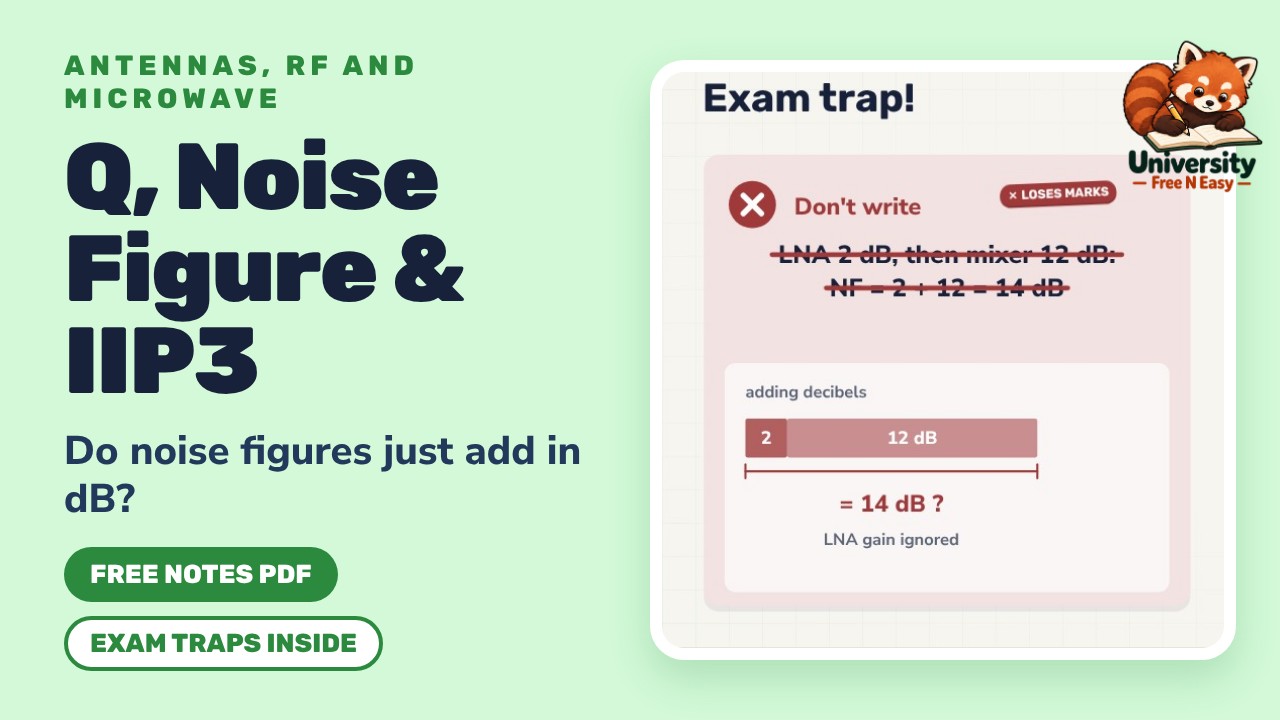 ANTENNAS, RF AND
MICROWAVE
Q, Noise
Figure &
IIP3
Do noise figures just add in
dB?
FREE NOTES PDF
EXAM TRAPS INSIDE
Exam trap!
Don't write
× LOSES MARKS
LNA 2 dB, then mixer 12 dB:
NF = 2 + 12 = 14 dB
adding decibels
2
12 dB
= 14 dB ?
LNA gain ignored
University
Free N Easy